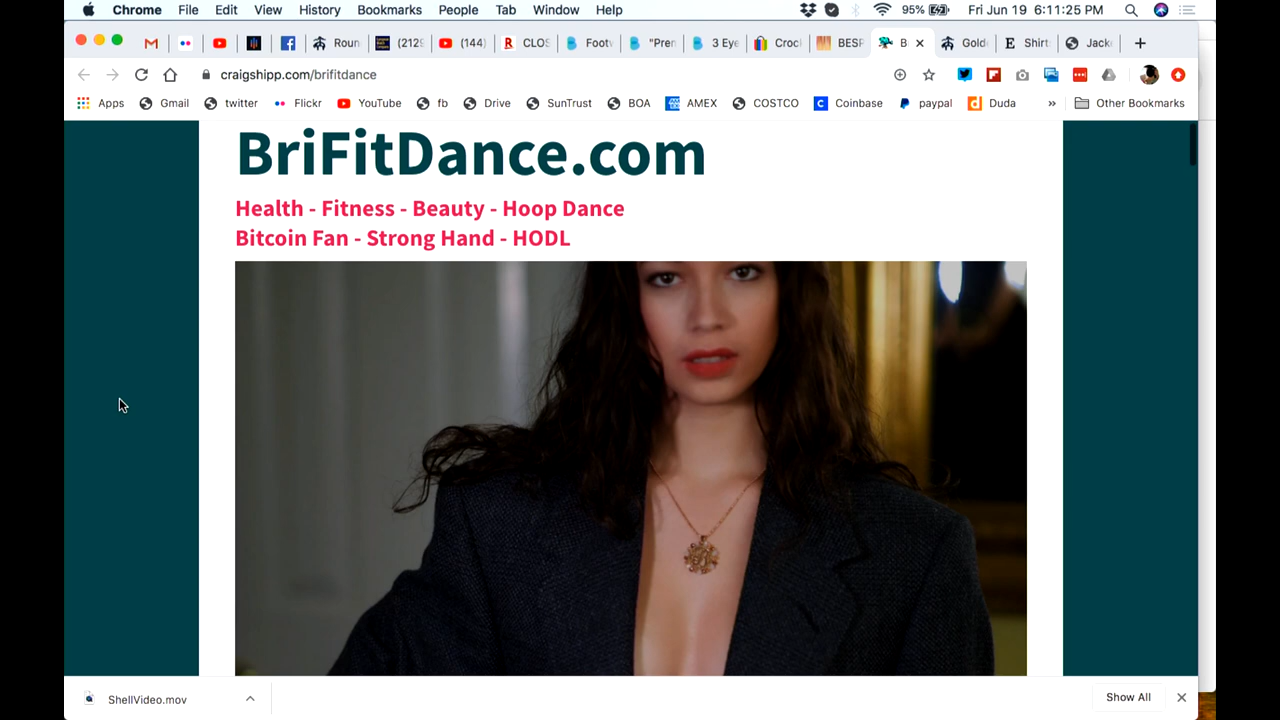 Chrome File Edit View History Bookmarks People Tab Window Help 95% Fri Jun 19 6:11:25 PM
Roun (2129 (144) CLOS Footv "Pren 3 Eye Crocl BESP B Gold Shirt Jack
craigshipp.com/brifitdance
Apps Gmail twitter fb Flickr YouTube Drive SunTrust BOA AMEX COSTCO Coinbase paypal Duda » Other Bookmarks
BriFitDance.com
Health - Fitness - Beauty - Hoop Dance
Bitcoin Fan - Strong Hand - HODL
ShellVideo.mov Show All